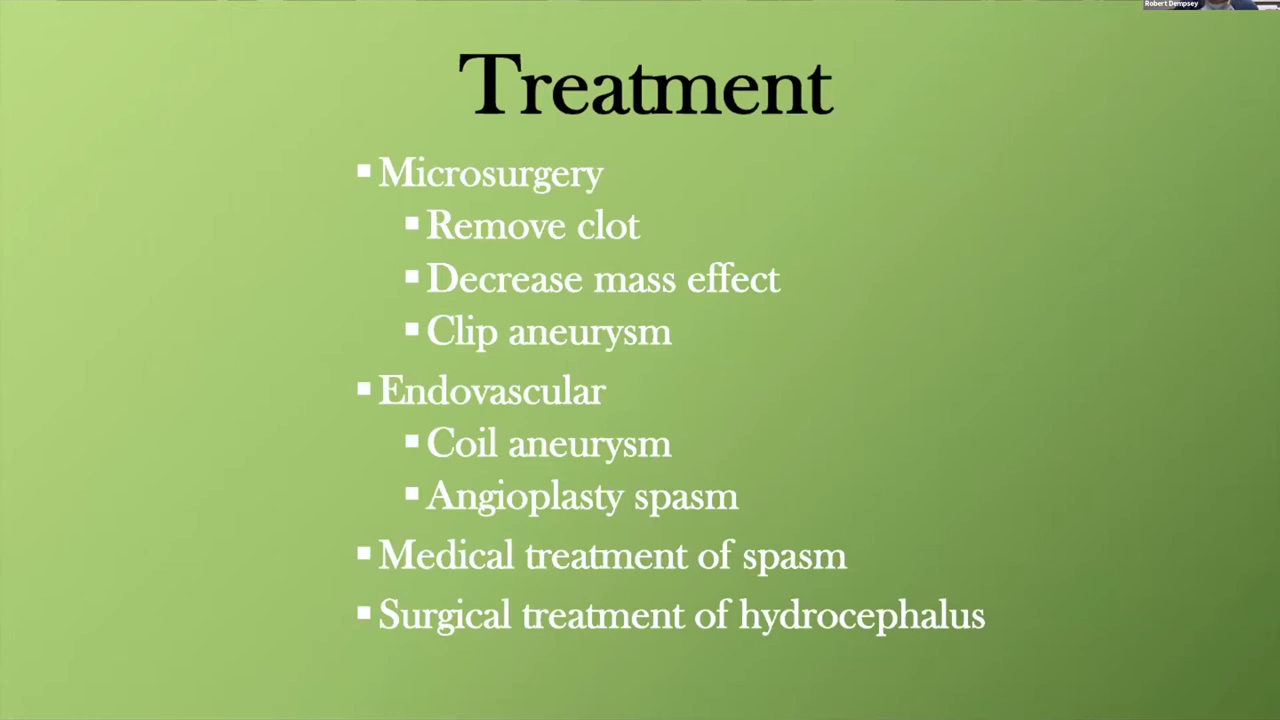 Robert Dempsey
Treatment
▪ Microsurgery
▪ Remove clot
▪ Decrease mass effect
▪ Clip aneurysm
▪ Endovascular
▪ Coil aneurysm
▪ Angioplasty spasm
▪ Medical treatment of spasm
▪ Surgical treatment of hydrocephalus